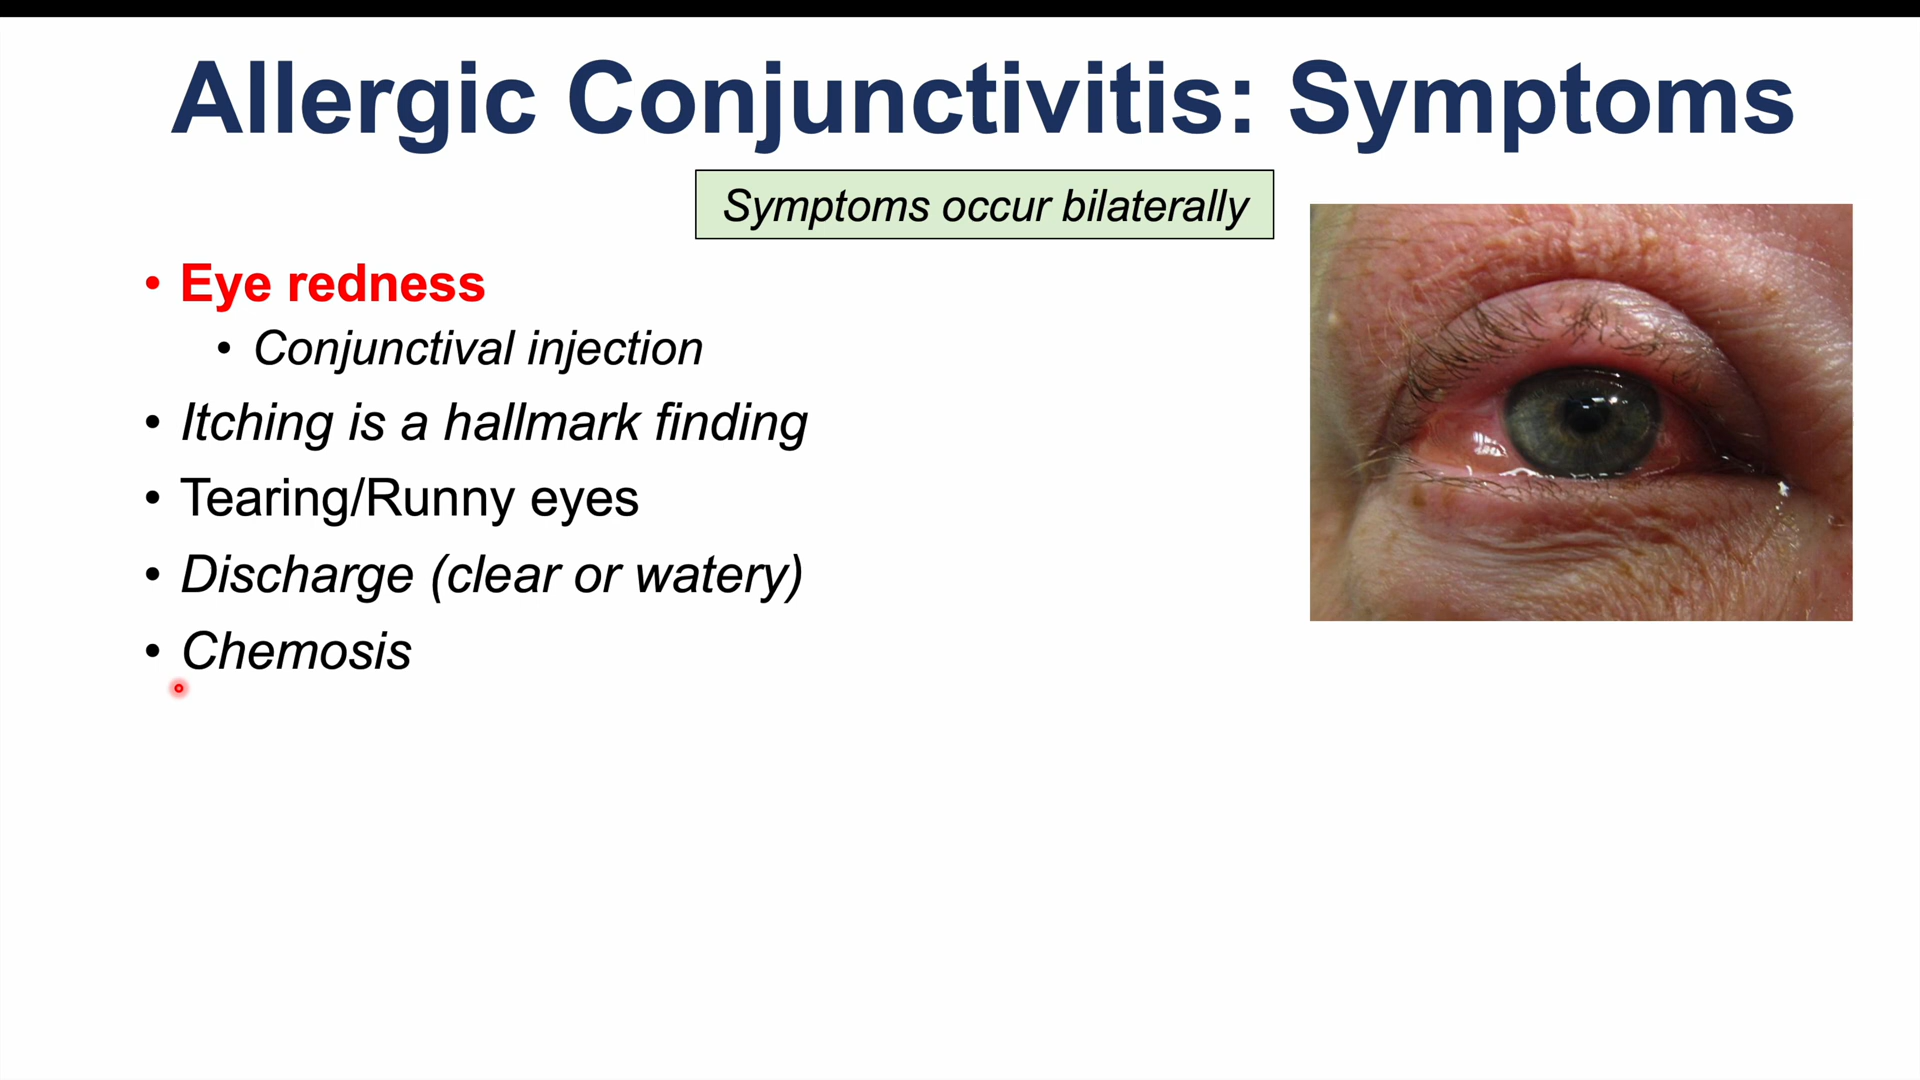 Allergic Conjunctivitis: Symptoms
Symptoms occur bilaterally
• Eye redness
• Conjunctival injection
• Itching is a hallmark finding
• Tearing/Runny eyes
• Discharge (clear or watery)
• Chemosis